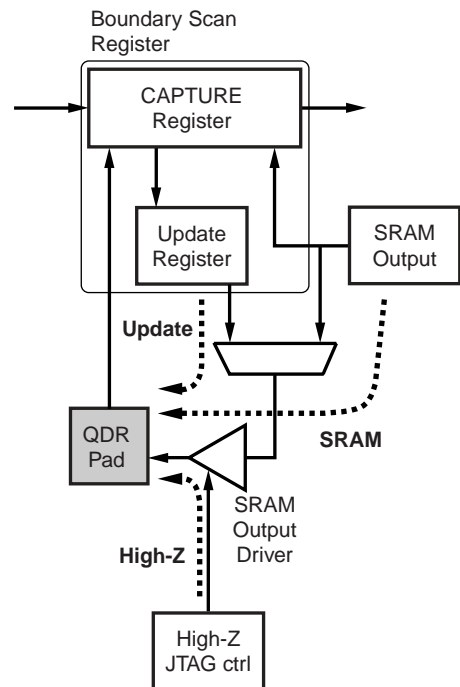 Boundary Scan
Register
CAPTURE
Register
Update
Register
SRAM
Output
Update
SRAM
QDR
Pad
SRAM
Output
Driver
High-Z
High-Z
JTAG ctrl